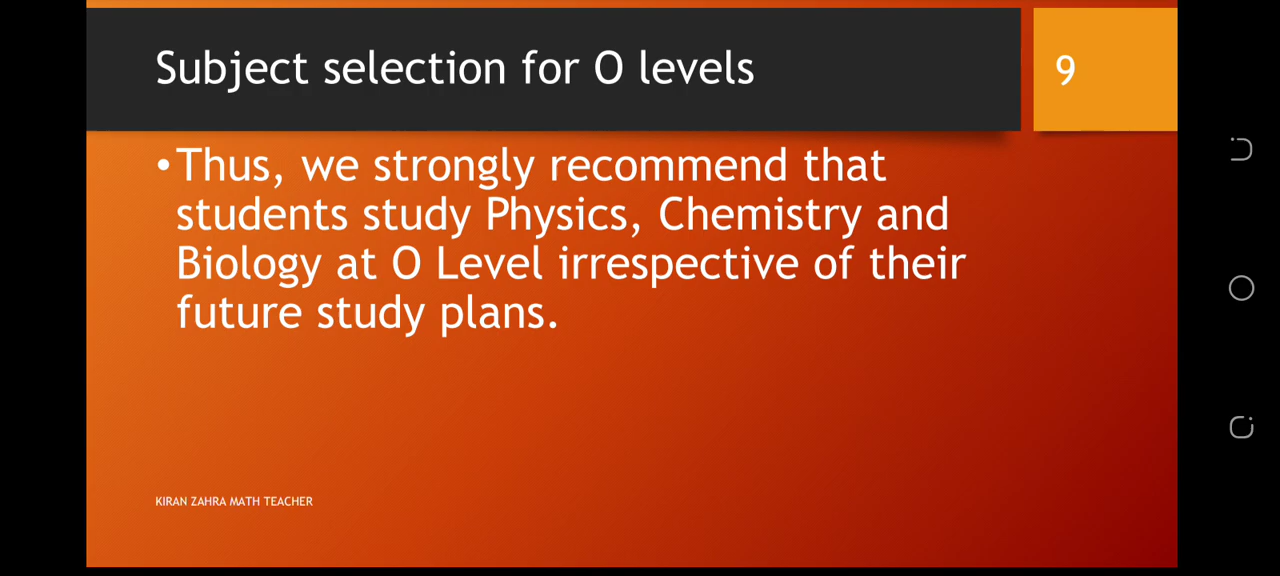 Subject selection for O levels
9
•Thus, we strongly recommend that
students study Physics, Chemistry and
Biology at O Level irrespective of their
future study plans.
KIRAN ZAHRA MATH TEACHER